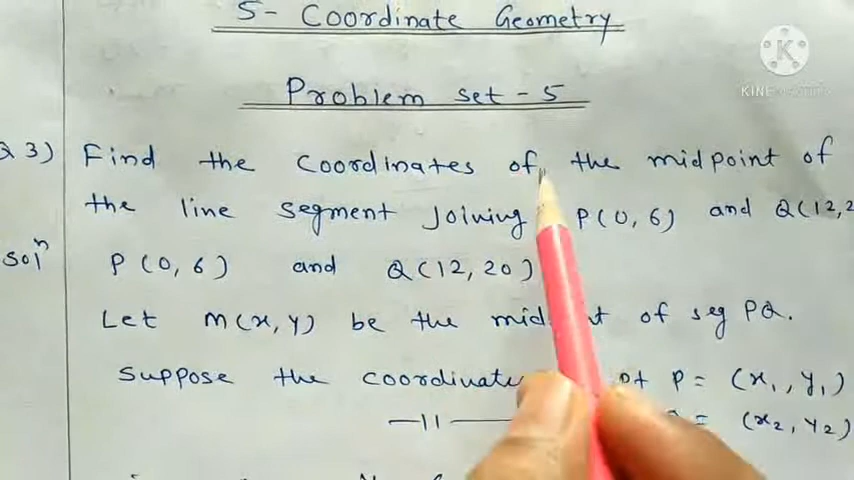 5- Coordinate Geometry
Problem set - 5
Q 3) Find the coordinates of the midpoint of
the line segment Joining P(0,6) and Q(12,2
Solⁿ P (0,6) and Q(12,20)
Let M(x,y) be the mid of seg PQ.
Suppose the coordinates of P = (x₁, y₁)
—11— = (x₂, y₂)